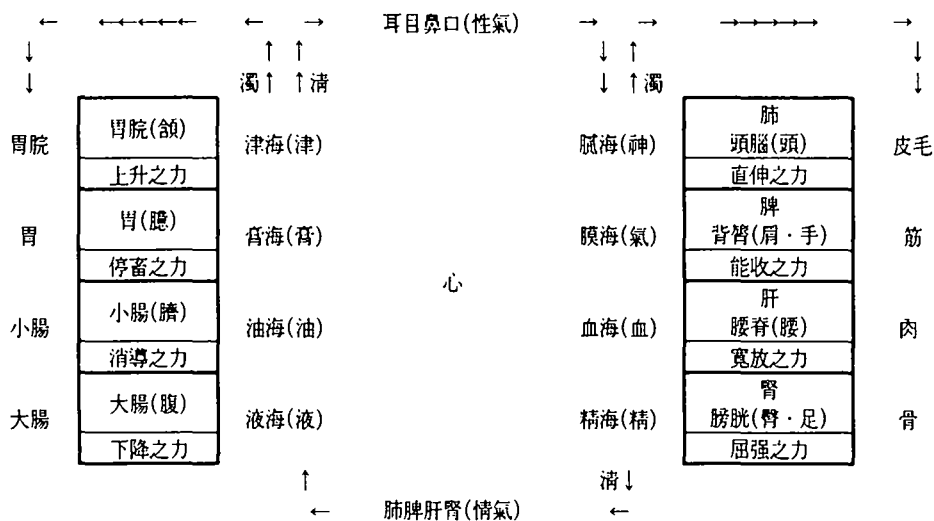 ← ←←←←← ← ← 耳目鼻口(性氣) → → →→→→→ →
↓ ↑ ↑ ↓ ↑ ↓
↓ 濁↑ ↑淸 ↓ ↑濁 ↓
胃脘 胃脘(頷) 津海(津) 膩海(神) 肺 頭腦(頭) 皮毛
上升之力 直伸之力
胃 胃(臆) 膏海(膏) 膜海(氣) 脾 背膂(肩·手) 筋
停畜之力 能收之力
心
小腸 小腸(臍) 油海(油) 血海(血) 肝 腰脊(腰) 肉
消導之力 寬放之力
大腸 大腸(腹) 液海(液) 精海(精) 腎 膀胱(臀·足) 骨
下降之力 屈强之力
↑ 淸↓
← 肺脾肝腎(情氣) ←